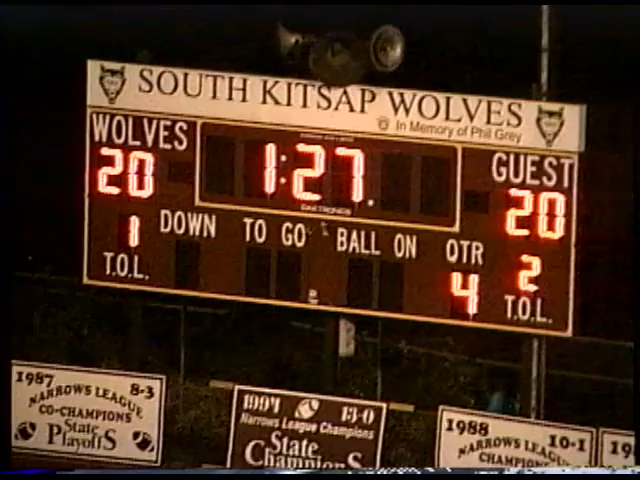 SOUTH KITSAP WOLVES
In Memory of Phil Grey
WOLVES
20
1:27.
GUEST
20
DAKTRONICS
1
DOWN
TO GO
BALL ON
QTR
4
2
T.O.L.
T.O.L.
1987
8-3
NARROWS LEAGUE
CO-CHAMPIONS
State
Playoffs
1994
13-0
Narrows League Champions
State
Champions
1988
10-1
NARROWS LEAGUE
CHAMPIONS
19